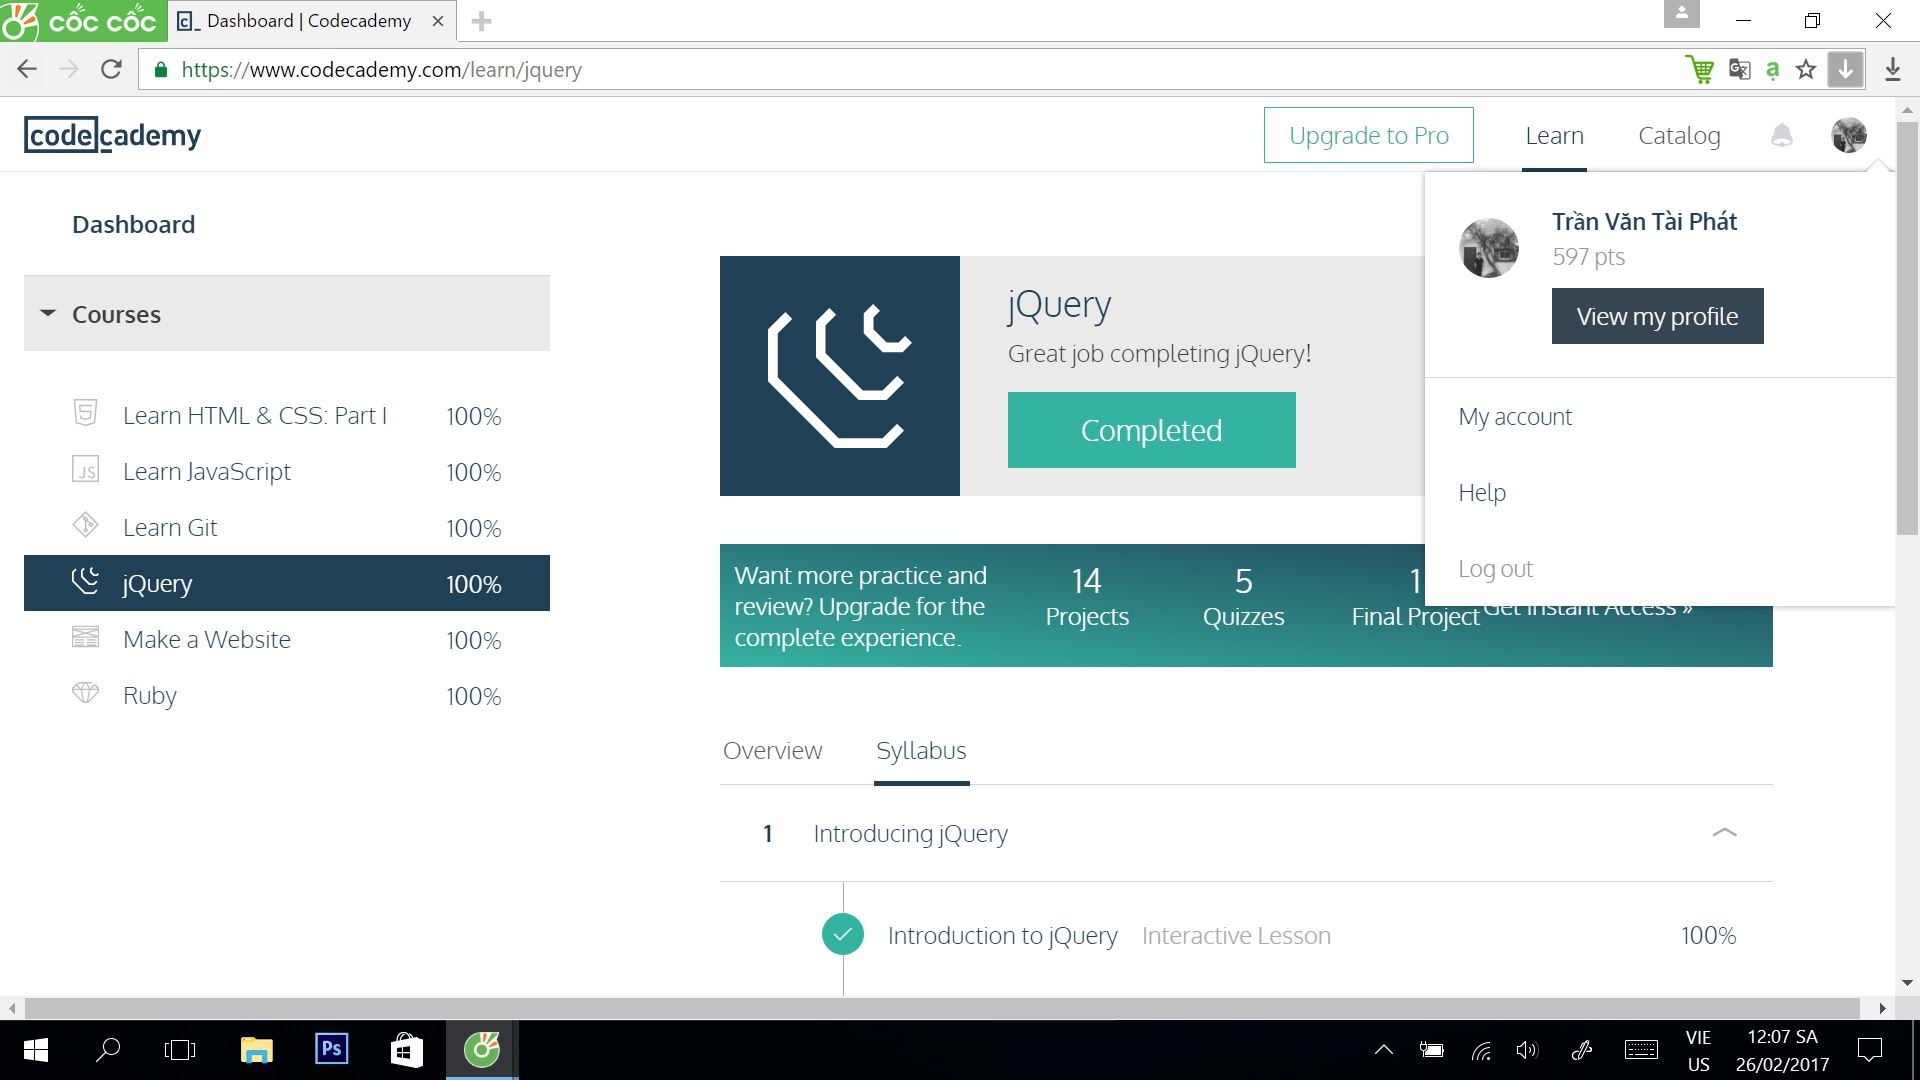 cốc cốc
Dashboard | Codecademy
https://www.codecademy.com/learn/jquery
codecademy
Upgrade to Pro
Learn
Catalog
Dashboard
Courses
Learn HTML & CSS: Part I 100%
JS Learn JavaScript 100%
Learn Git 100%
jQuery 100%
Make a Website 100%
Ruby 100%
jQuery
Great job completing jQuery!
Completed
Trần Văn Tài Phát
597 pts
View my profile
My account
Help
Log out
Want more practice and
review? Upgrade for the
complete experience.
14
Projects
5
Quizzes
1
Final Project
Get Instant Access »
Overview
Syllabus
1 Introducing jQuery
Introduction to jQuery Interactive Lesson 100%
Ps
VIE
US
12:07 SA
26/02/2017